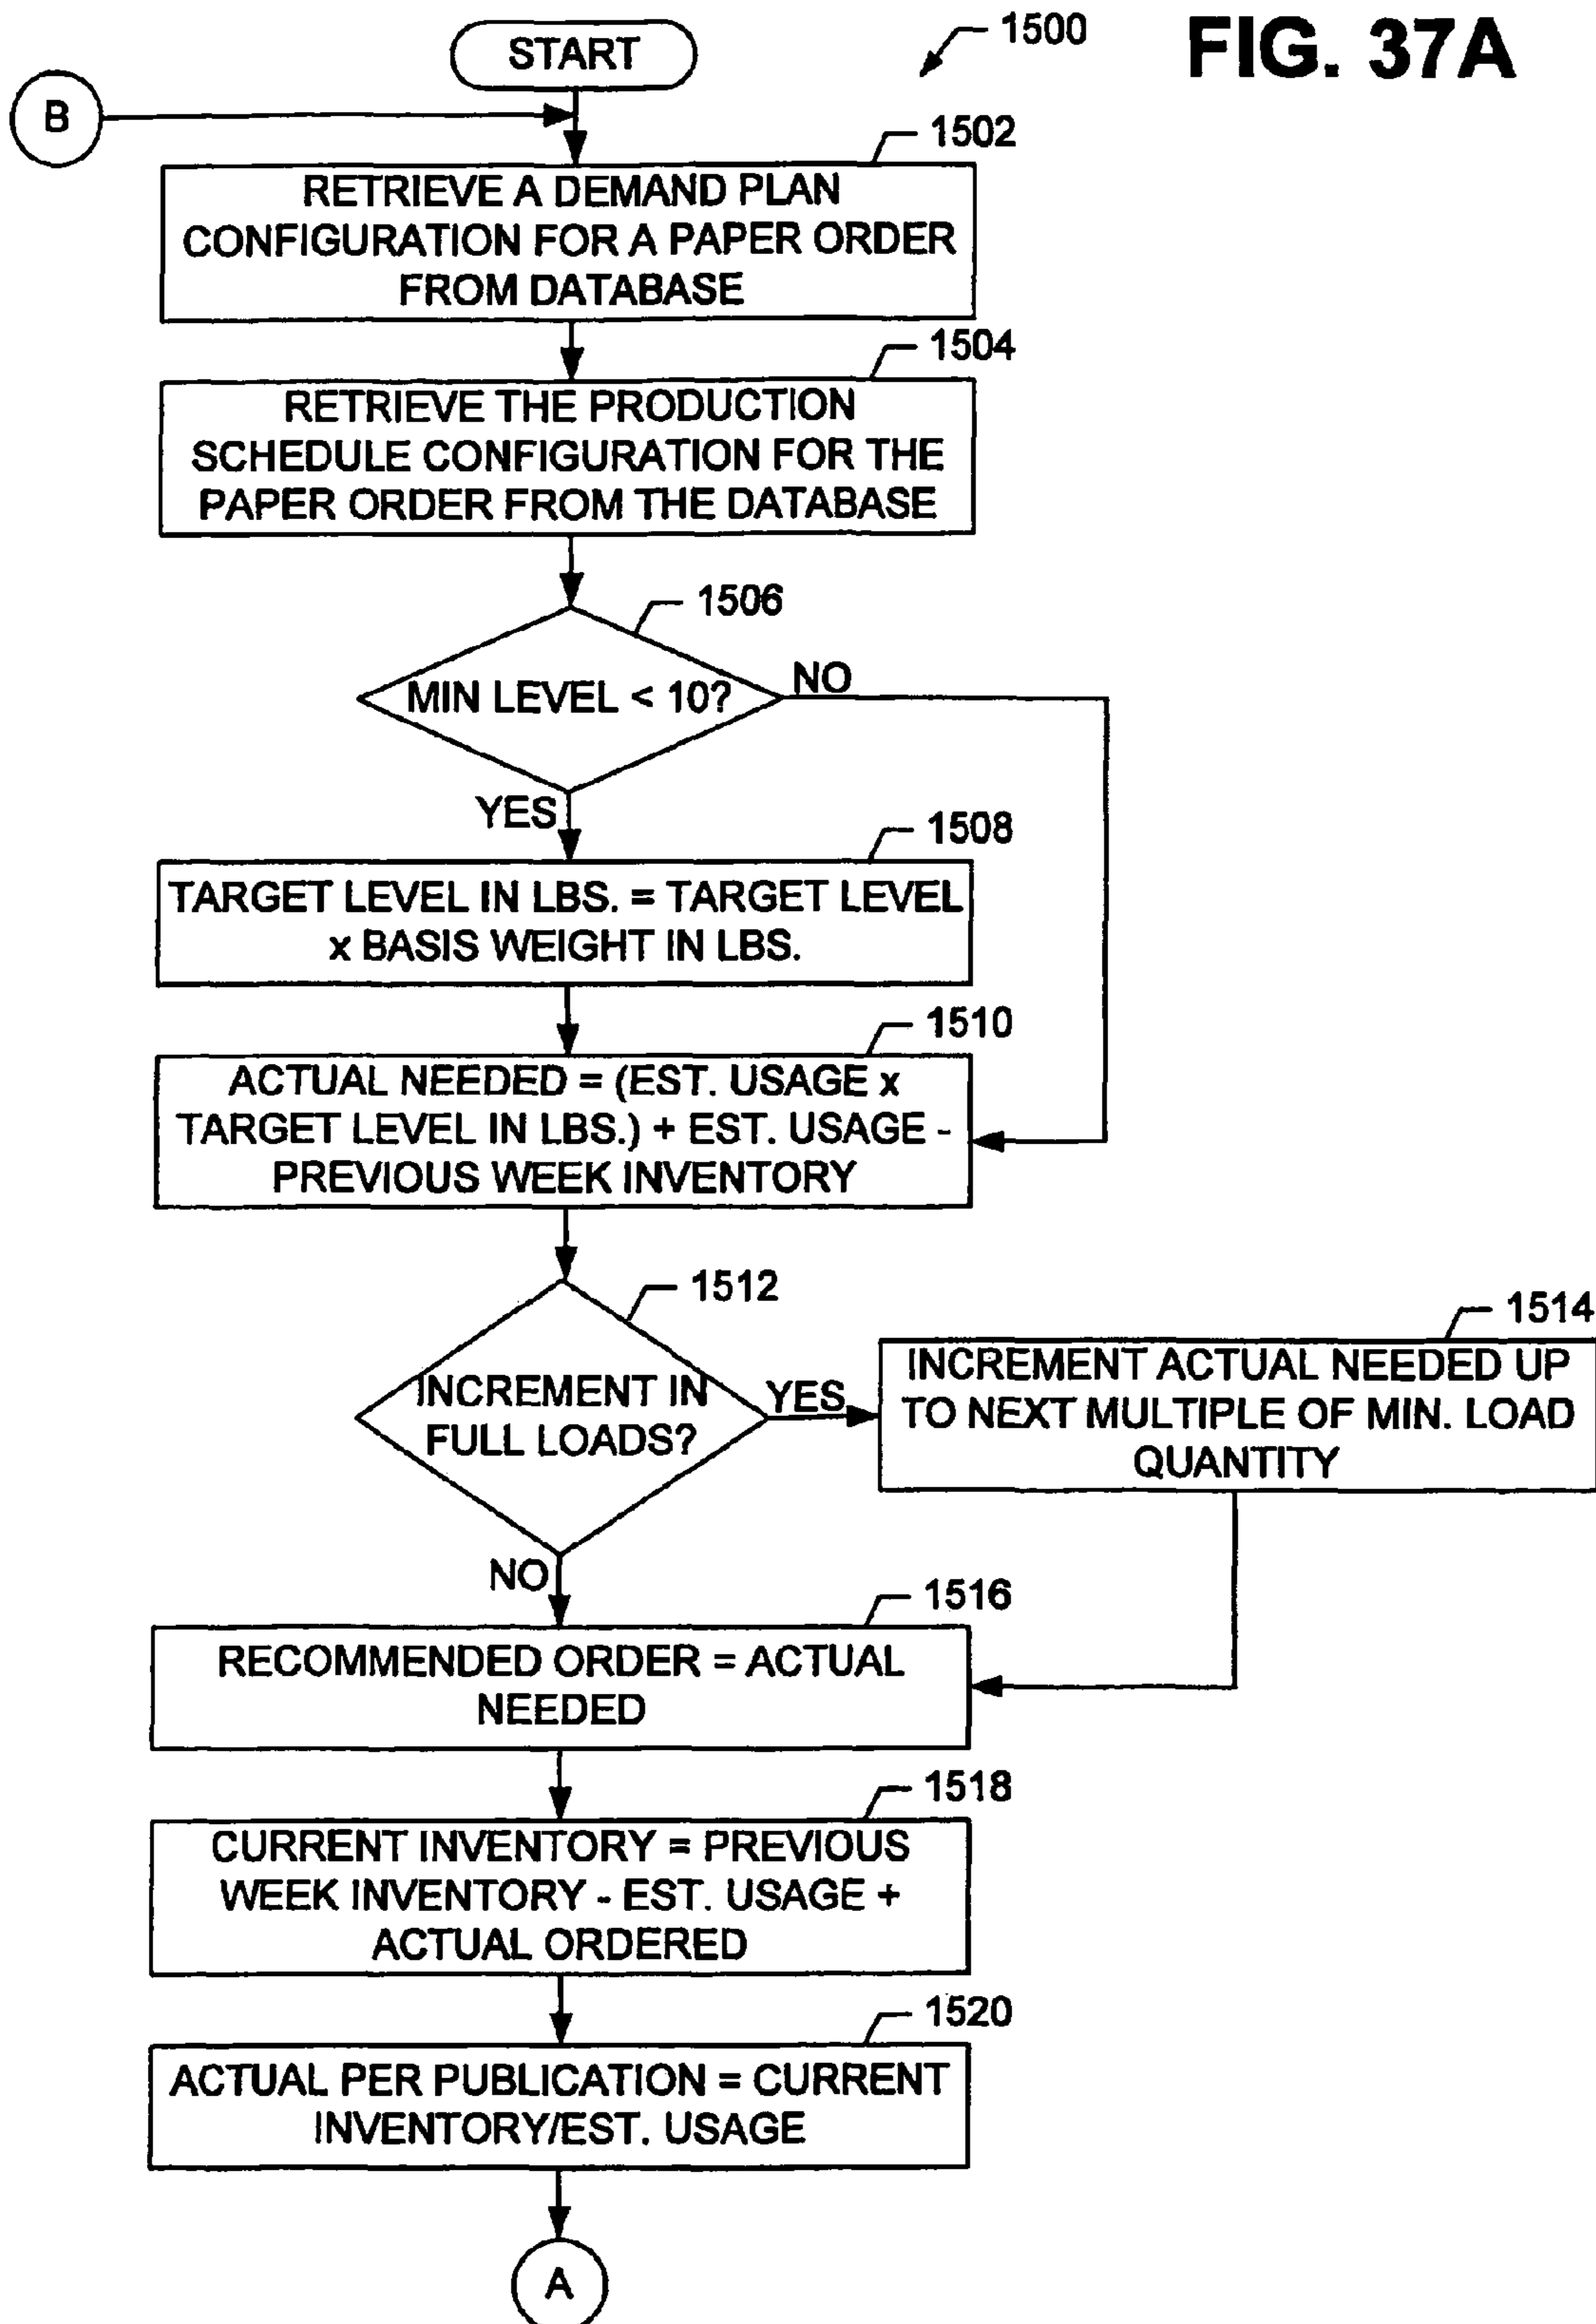 START
1500
FIG. 37A
B
1502
RETRIEVE A DEMAND PLAN
CONFIGURATION FOR A PAPER ORDER
FROM DATABASE
1504
RETRIEVE THE PRODUCTION
SCHEDULE CONFIGURATION FOR THE
PAPER ORDER FROM THE DATABASE
1506
MIN LEVEL < 10?
NO
YES
1508
TARGET LEVEL IN LBS. = TARGET LEVEL
x BASIS WEIGHT IN LBS.
1510
ACTUAL NEEDED = (EST. USAGE x
TARGET LEVEL IN LBS.) + EST. USAGE -
PREVIOUS WEEK INVENTORY
1512
INCREMENT IN
FULL LOADS?
YES
1514
INCREMENT ACTUAL NEEDED UP
TO NEXT MULTIPLE OF MIN. LOAD
QUANTITY
NO
1516
RECOMMENDED ORDER = ACTUAL
NEEDED
1518
CURRENT INVENTORY = PREVIOUS
WEEK INVENTORY - EST. USAGE +
ACTUAL ORDERED
1520
ACTUAL PER PUBLICATION = CURRENT
INVENTORY/EST. USAGE
A